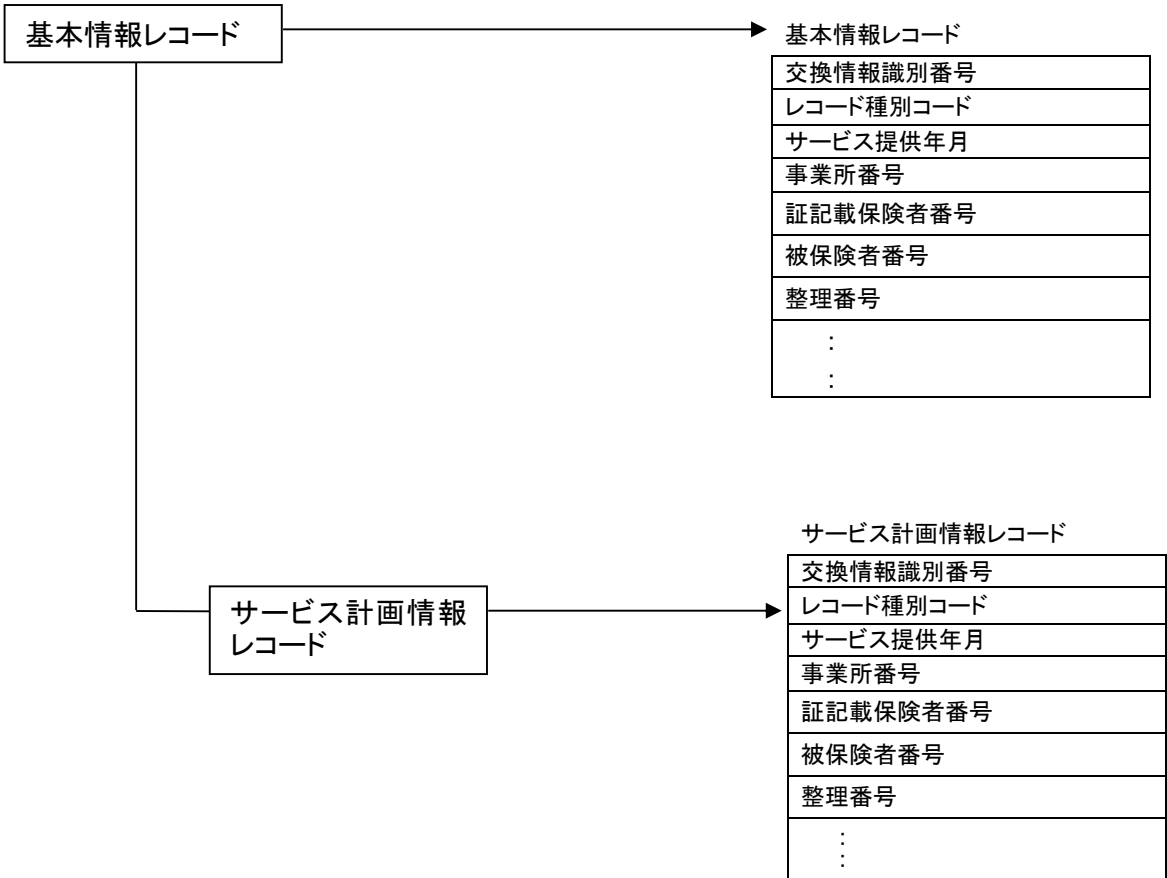 基本情報レコード
基本情報レコード
交換情報識別番号
レコード種別コード
サービス提供年月
事業所番号
証記載保険者番号
被保険者番号
整理番号
:
:
サービス計画情報
レコード
サービス計画情報レコード
交換情報識別番号
レコード種別コード
サービス提供年月
事業所番号
証記載保険者番号
被保険者番号
整理番号
:
: